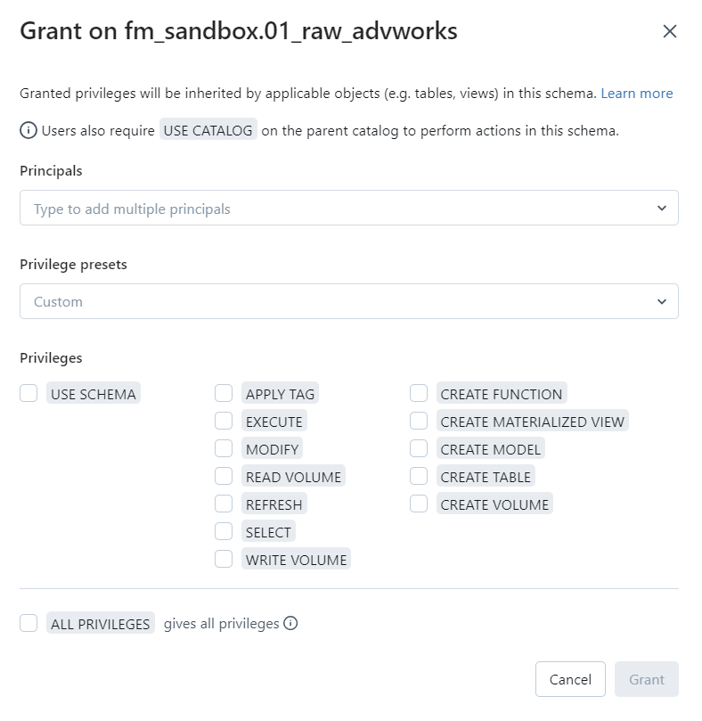 Grant on fm_sandbox.01_raw_advworks
Granted privileges will be inherited by applicable objects (e.g. tables, views) in this schema. Learn more
Users also require USE CATALOG on the parent catalog to perform actions in this schema.
Principals
Type to add multiple principals
Privilege presets
Custom
Privileges
USE SCHEMA
APPLY TAG
EXECUTE
MODIFY
READ VOLUME
REFRESH
SELECT
WRITE VOLUME
CREATE FUNCTION
CREATE MATERIALIZED VIEW
CREATE MODEL
CREATE TABLE
CREATE VOLUME
ALL PRIVILEGES gives all privileges
Cancel
Grant